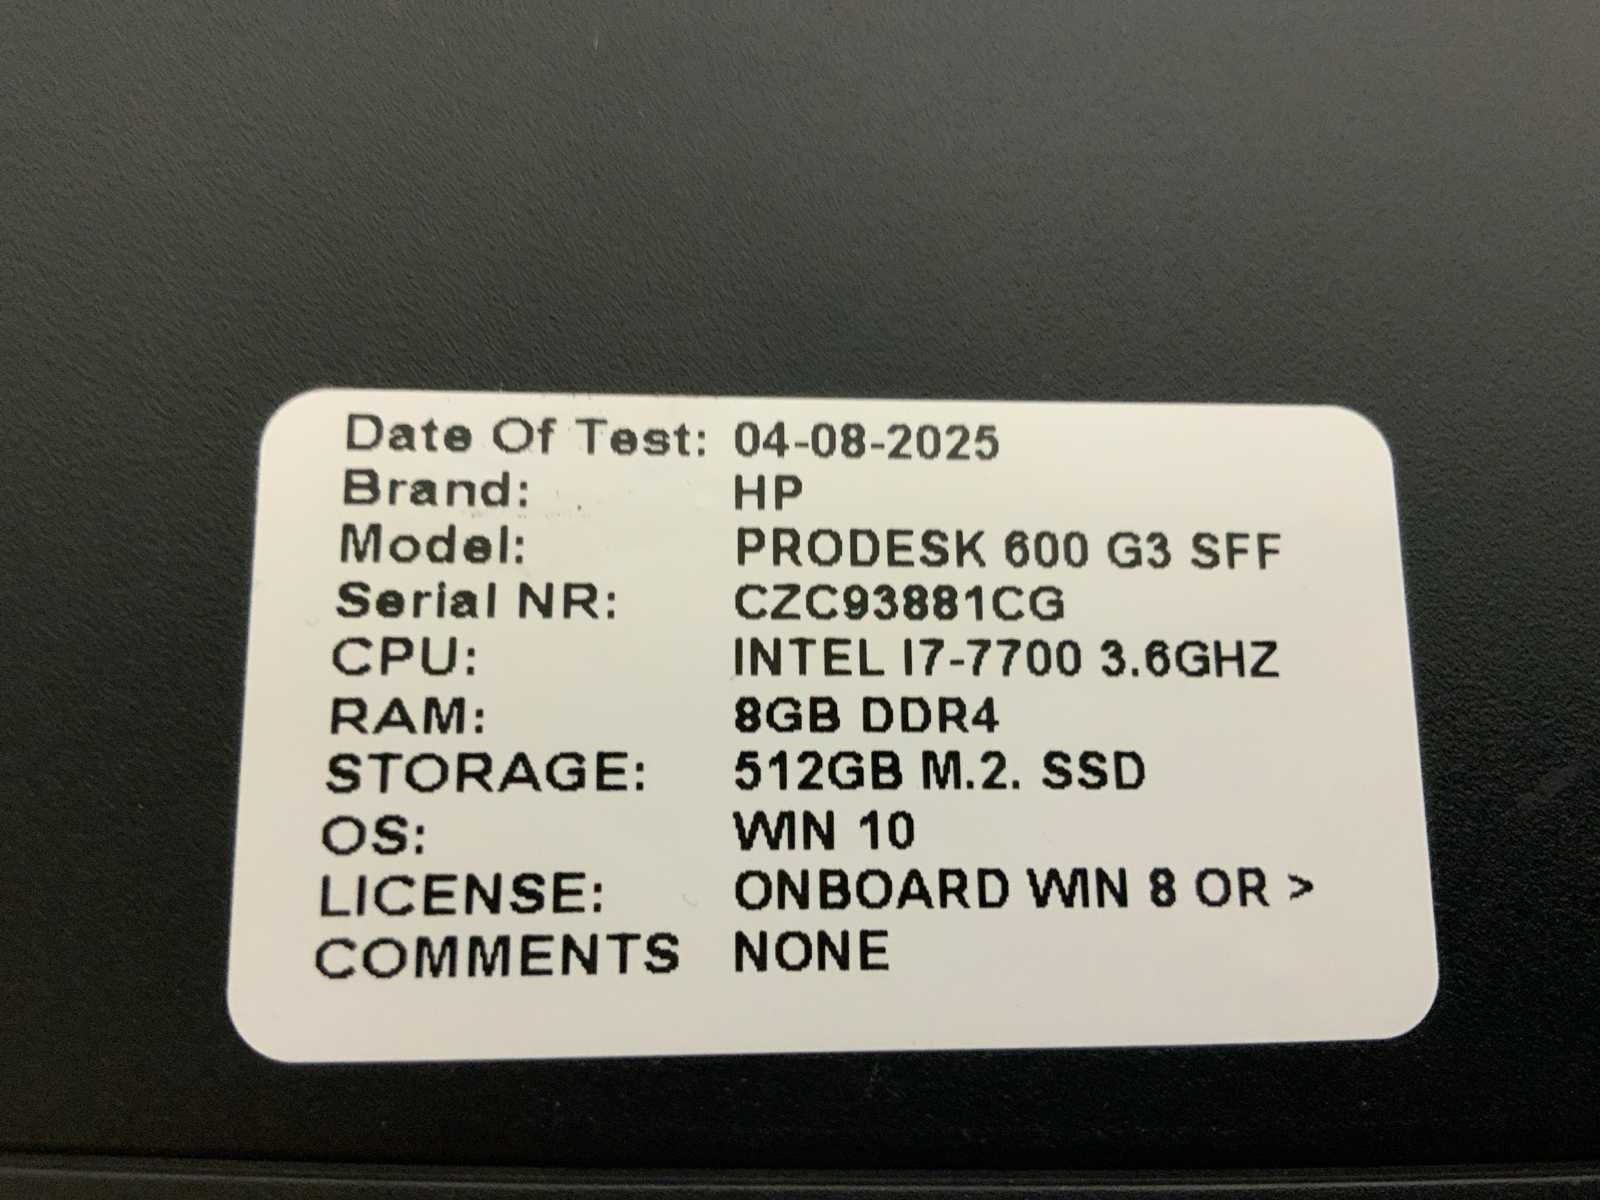 Date Of Test: 04-08-2025
Brand: HP
Model: PRODESK 600 G3 SFF
Serial NR: CZC93881CG
CPU: INTEL I7-7700 3.6GHZ
RAM: 8GB DDR4
STORAGE: 512GB M.2. SSD
OS: WIN 10
LICENSE: ONBOARD WIN 8 OR >
COMMENTS NONE